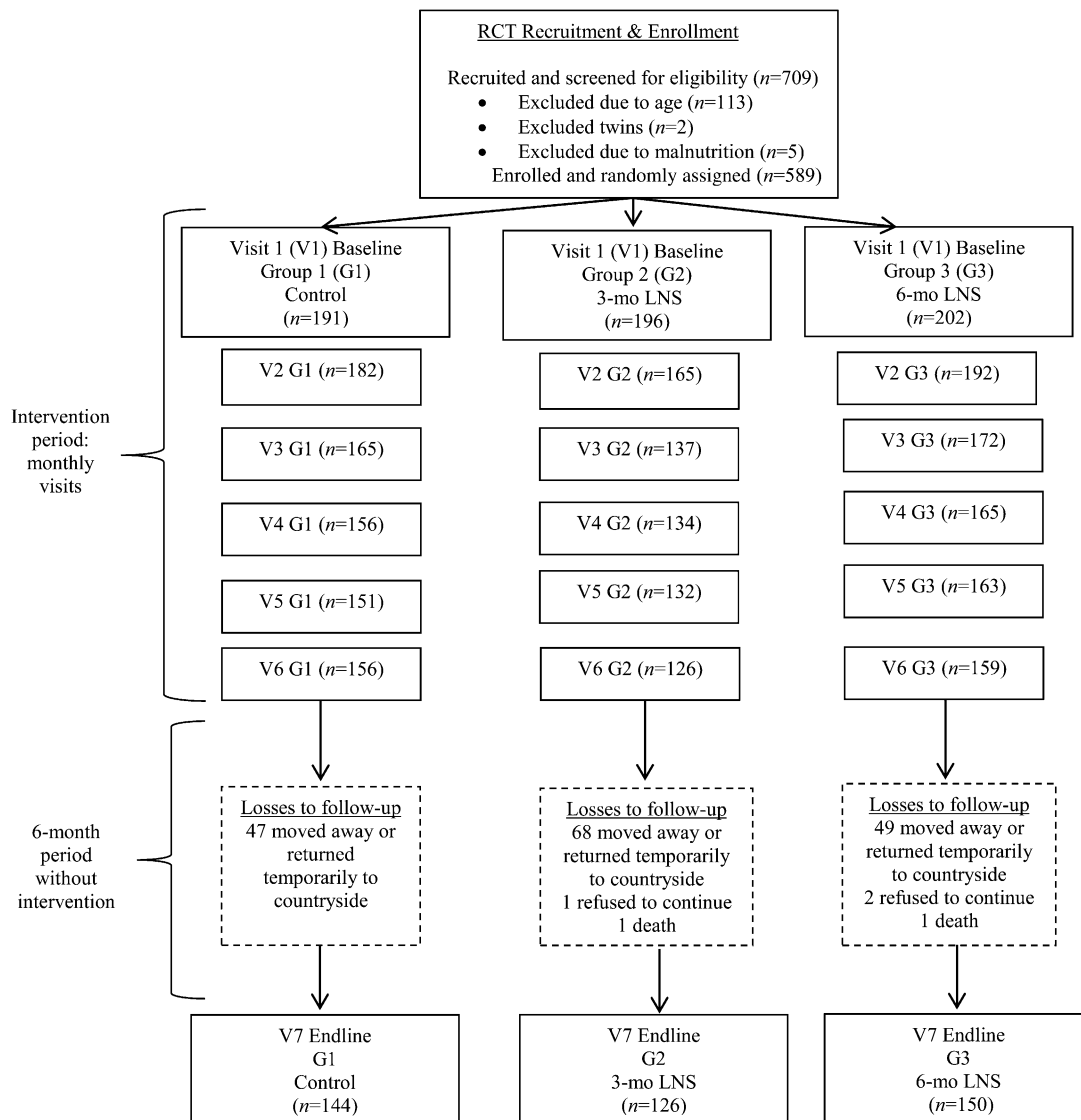 RCT Recruitment & Enrollment
Recruited and screened for eligibility (n=709)
• Excluded due to age (n=113)
• Excluded twins (n=2)
• Excluded due to malnutrition (n=5)
Enrolled and randomly assigned (n=589)
Visit 1 (V1) Baseline
Group 1 (G1)
Control
(n=191)
Visit 1 (V1) Baseline
Group 2 (G2)
3-mo LNS
(n=196)
Visit 1 (V1) Baseline
Group 3 (G3)
6-mo LNS
(n=202)
Intervention
period:
monthly
visits
V2 G1 (n=182)
V2 G2 (n=165)
V2 G3 (n=192)
V3 G1 (n=165)
V3 G2 (n=137)
V3 G3 (n=172)
V4 G1 (n=156)
V4 G2 (n=134)
V4 G3 (n=165)
V5 G1 (n=151)
V5 G2 (n=132)
V5 G3 (n=163)
V6 G1 (n=156)
V6 G2 (n=126)
V6 G3 (n=159)
6-month
period
without
intervention
Losses to follow-up
47 moved away or
returned
temporarily to
countryside
Losses to follow-up
68 moved away or
returned temporarily
to countryside
1 refused to continue
1 death
Losses to follow-up
49 moved away or
returned temporarily
to countryside
2 refused to continue
1 death
V7 Endline
G1
Control
(n=144)
V7 Endline
G2
3-mo LNS
(n=126)
V7 Endline
G3
6-mo LNS
(n=150)